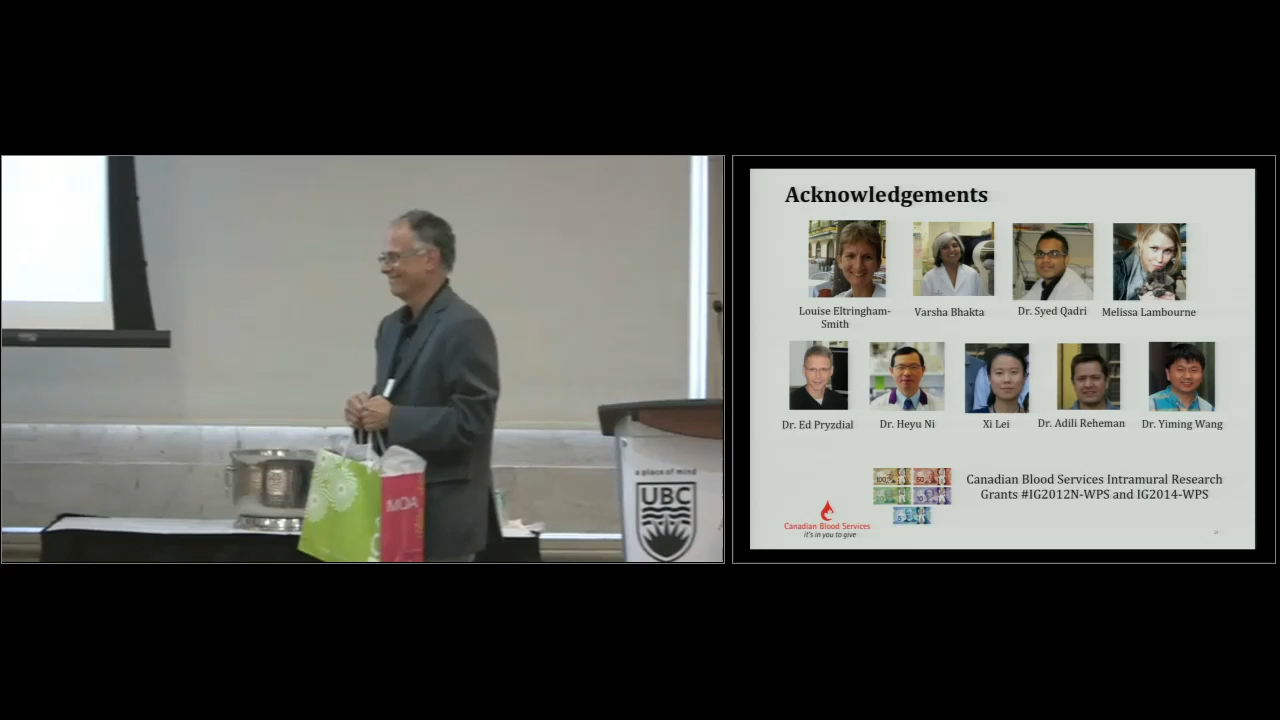 MOA
a place of mind
UBC
Acknowledgements
Louise Eltringham-
Smith
Varsha Bhakta
Dr. Syed Qadri
Melissa Lambourne
Dr. Ed Pryzdial
Dr. Heyu Ni
Xi Lei
Dr. Adili Reheman
Dr. Yiming Wang
Canadian Blood Services Intramural Research
Grants #IG2012N-WPS and IG2014-WPS
Canadian Blood Services
it's in you to give